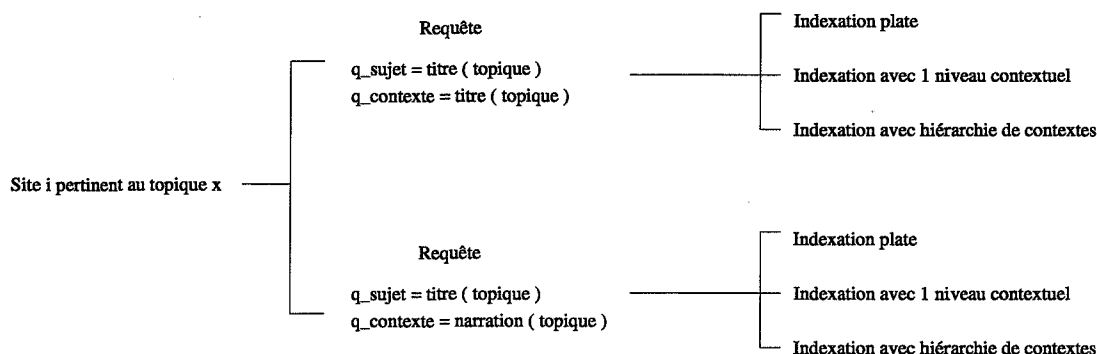 Site i pertinent au topique x
Requête
q_sujet = titre ( topique )
q_contexte = titre ( topique )
Indexation plate
Indexation avec 1 niveau contextuel
Indexation avec hiérarchie de contextes
Requête
q_sujet = titre ( topique )
q_contexte = narration ( topique )
Indexation plate
Indexation avec 1 niveau contextuel
Indexation avec hiérarchie de contextes